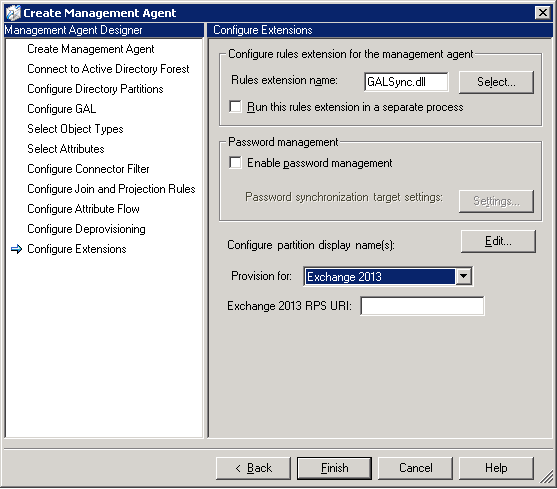 Create Management Agent
Management Agent Designer
Create Management Agent
Connect to Active Directory Forest
Configure Directory Partitions
Configure GAL
Select Object Types
Select Attributes
Configure Connector Filter
Configure Join and Projection Rules
Configure Attribute Flow
Configure Deprovisioning
Configure Extensions
Configure Extensions
Configure rules extension for the management agent
Rules extension name: GALSync.dll Select...
Run this rules extension in a separate process
Password management
Enable password management
Password synchronization target settings: Settings...
Configure partition display name(s): Edit...
Provision for: Exchange 2013
Exchange 2013 RPS URI:
< Back Finish Cancel Help